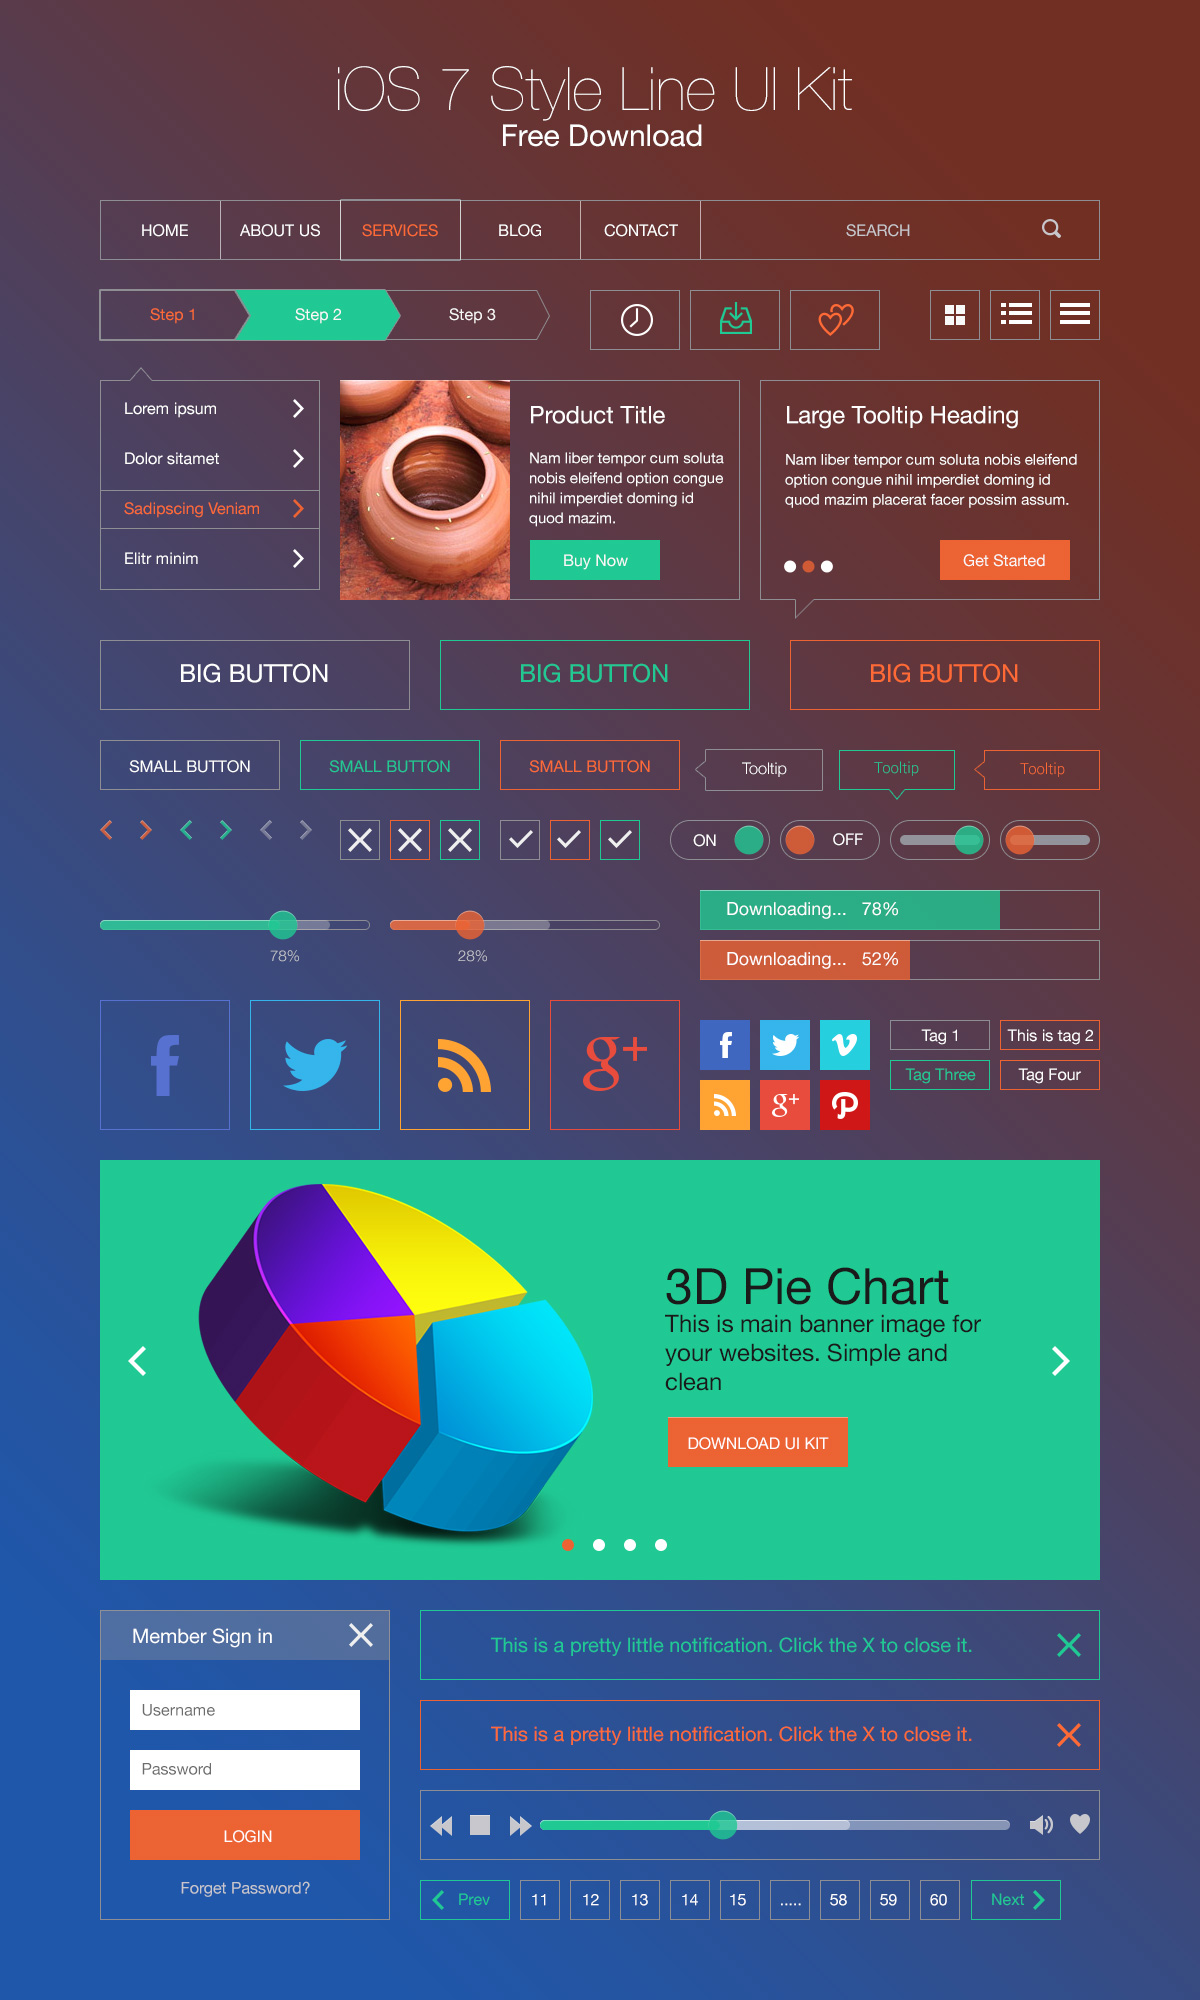 iOS 7 Style Line UI Kit
Free Download
HOME ABOUT US SERVICES BLOG CONTACT SEARCH
Step 1 Step 2 Step 3
Lorem ipsum
Dolor sitamet
Sadipscing Veniam
Elitr minim
Product Title
Nam liber tempor cum soluta
nobis eleifend option congue
nihil imperdiet doming id
quod mazim.
Buy Now
Large Tooltip Heading
Nam liber tempor cum soluta nobis eleifend
option congue nihil imperdiet doming id
quod mazim placerat facer possim assum.
Get Started
BIG BUTTON BIG BUTTON BIG BUTTON
SMALL BUTTON SMALL BUTTON SMALL BUTTON Tooltip Tooltip Tooltip
ON OFF
78% 28%
Downloading... 78%
Downloading... 52%
f g+
f
g+
Tag 1 This is tag 2
Tag Three Tag Four
3D Pie Chart
This is main banner image for
your websites. Simple and
clean
DOWNLOAD UI KIT
Member Sign in
Username
Password
LOGIN
Forget Password?
This is a pretty little notification. Click the X to close it.
This is a pretty little notification. Click the X to close it.
Prev 11 12 13 14 15 ..... 58 59 60 Next